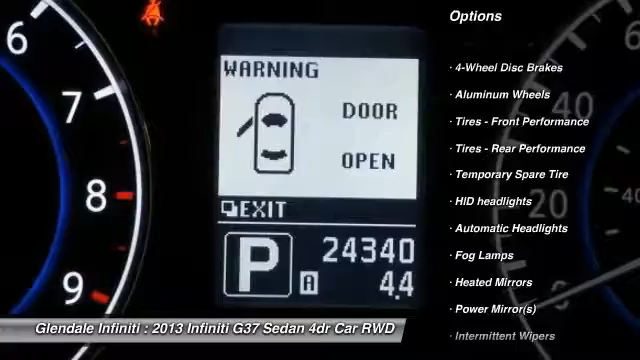 Options
6
WARNING
· 4-Wheel Disc Brakes
· Aluminum Wheels
7
DOOR
40
· Tires - Front Performance
OPEN
· Tires - Rear Performance
· Temporary Spare Tire
8
EXIT
20
· HID headlights
· Automatic Headlights
P
24340
· Fog Lamps
9
A
4.4
· Heated Mirrors
· Power Mirror(s)
Glendale Infiniti : 2013 Infiniti G37 Sedan 4dr Car RWD
· Intermittent Wipers